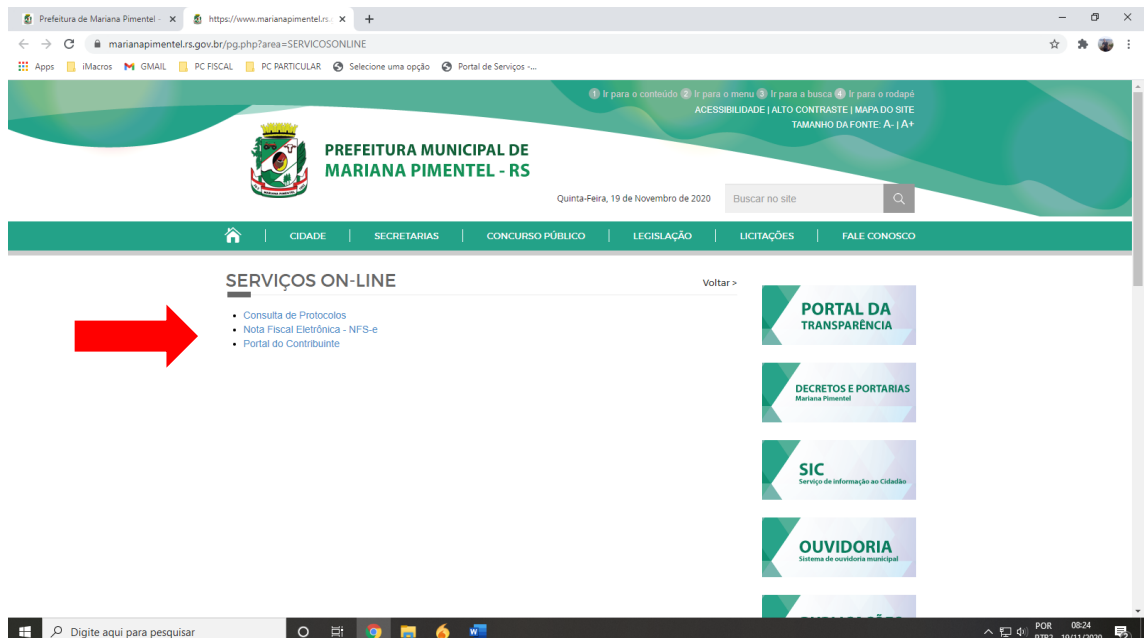 Prefeitura de Mariana Pimentel -
https://www.marianapimentel.rs.
marianapimentel.rs.gov.br/pg.php?area=SERVICOSONLINE
Apps iMacros GMAIL PC FISCAL PC PARTICULAR Selecione uma opção Portal de Serviços -...
1 Ir para o conteúdo 2 Ir para o menu 3 Ir para a busca 4 Ir para o rodapé
ACESSIBILIDADE | ALTO CONTRASTE | MAPA DO SITE
TAMANHO DA FONTE: A- | A+
PREFEITURA MUNICIPAL DE
MARIANA PIMENTEL - RS
MARIANA PIMENTEL
Quinta-Feira, 19 de Novembro de 2020
Buscar no site
CIDADE | SECRETARIAS | CONCURSO PÚBLICO | LEGISLAÇÃO | LICITAÇÕES | FALE CONOSCO
SERVIÇOS ON-LINE
Voltar >
• Consulta de Protocolos
• Nota Fiscal Eletrônica - NFS-e
• Portal do Contribuinte
PORTAL DA
TRANSPARÊNCIA
DECRETOS E PORTARIAS
Mariana Pimentel
SIC
Serviço de informação ao Cidadão
OUVIDORIA
Sistema de ouvidoria municipal
Digite aqui para pesquisar
POR 08:24
PTB2 19/11/2020